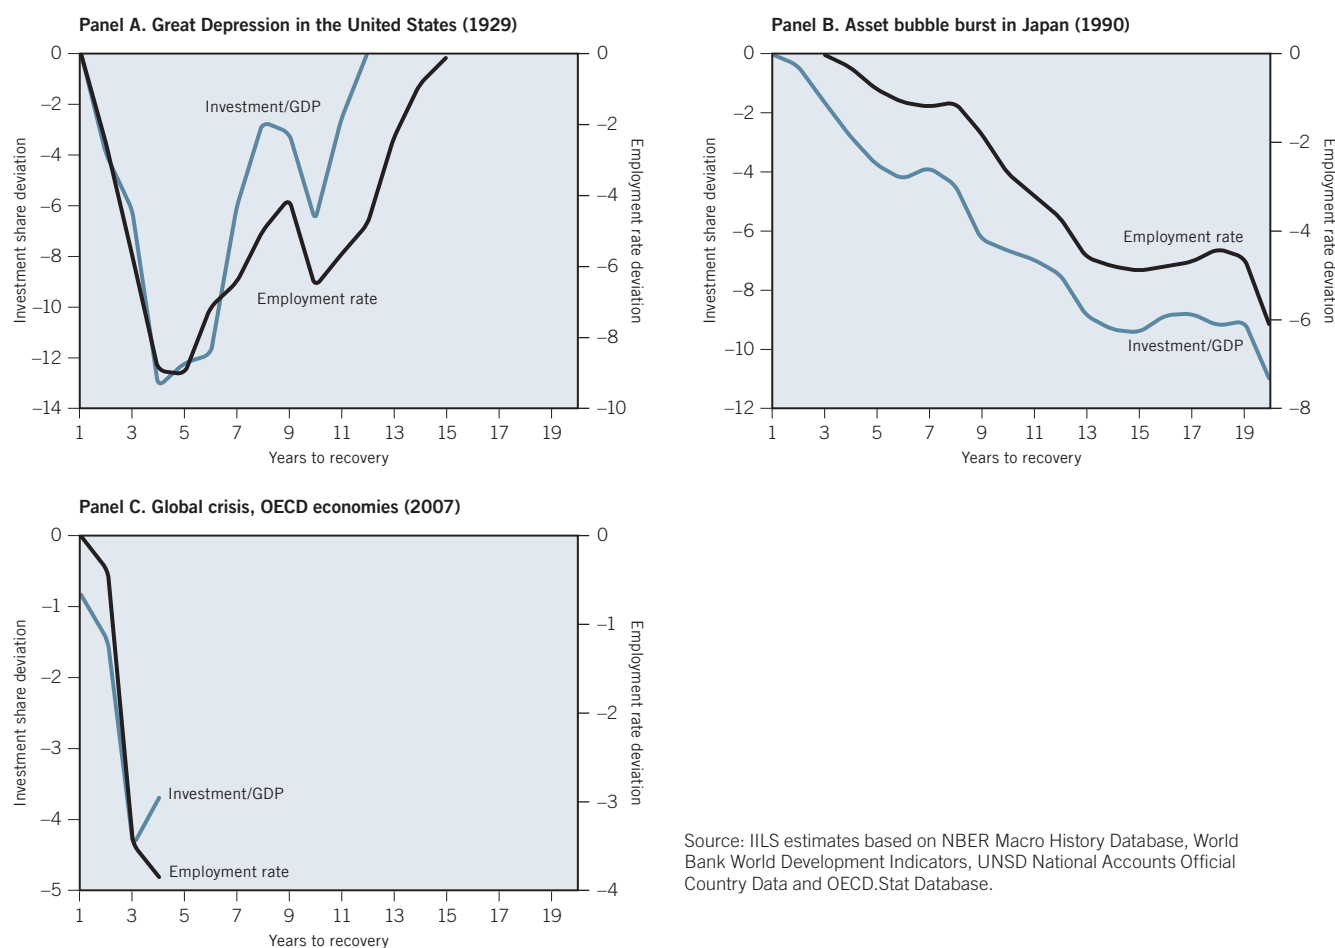 Panel A. Great Depression in the United States (1929)
0
–2
–4
–6
–8
–10
–12
–14
Investment share deviation
0
–2
–4
–6
–8
–10
Employment rate deviation
Investment/GDP
Employment rate
1 3 5 7 9 11 13 15 17 19
Years to recovery
Panel B. Asset bubble burst in Japan (1990)
0
–2
–4
–6
–8
–10
–12
Investment share deviation
0
–2
–4
–6
–8
Employment rate deviation
Employment rate
Investment/GDP
1 3 5 7 9 11 13 15 17 19
Years to recovery
Panel C. Global crisis, OECD economies (2007)
0
–1
–2
–3
–4
–5
Investment share deviation
0
–1
–2
–3
–4
Employment rate deviation
Investment/GDP
Employment rate
1 3 5 7 9 11 13 15 17 19
Years to recovery
Source: IILS estimates based on NBER Macro History Database, World
Bank World Development Indicators, UNSD National Accounts Official
Country Data and OECD.Stat Database.